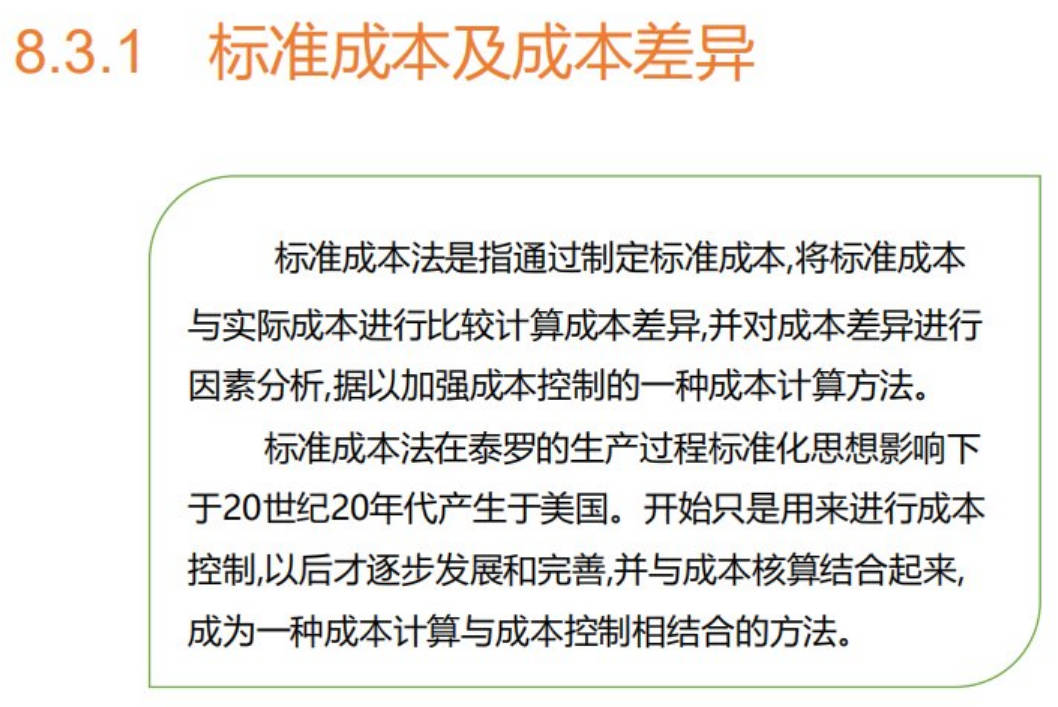 8.3.1 标准成本及成本差异
标准成本法是指通过制定标准成本,将标准成本
与实际成本进行比较计算成本差异,并对成本差异进行
因素分析,据以加强成本控制的一种成本计算方法。
标准成本法在泰罗的生产过程标准化思想影响下
于20世纪20年代产生于美国。开始只是用来进行成本
控制,以后才逐步发展和完善,并与成本核算结合起来,
成为一种成本计算与成本控制相结合的方法。